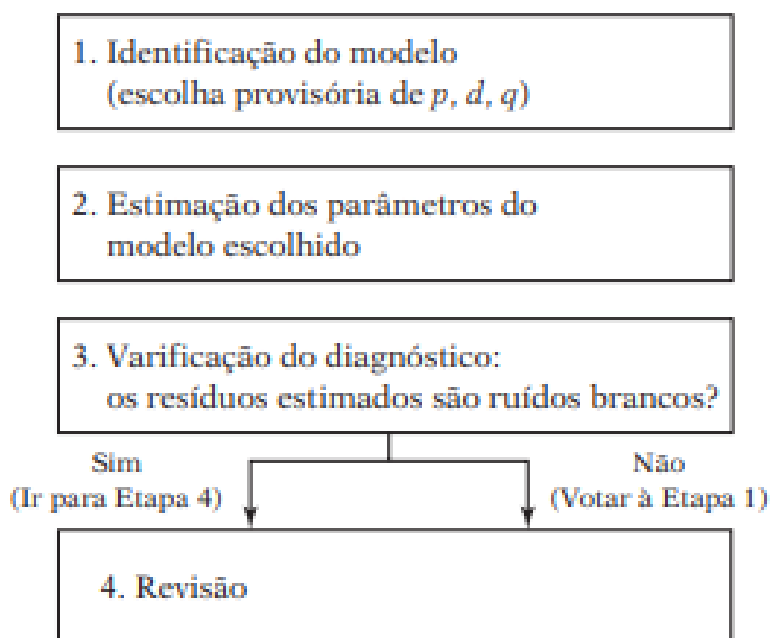 1. Identificação do modelo
(escolha provisória de p, d, q)
2. Estimação dos parâmetros do
modelo escolhido
3. Varificação do diagnóstico:
os resíduos estimados são ruídos brancos?
Sim
(Ir para Etapa 4)
Não
(Votar à Etapa 1)
4. Revisão